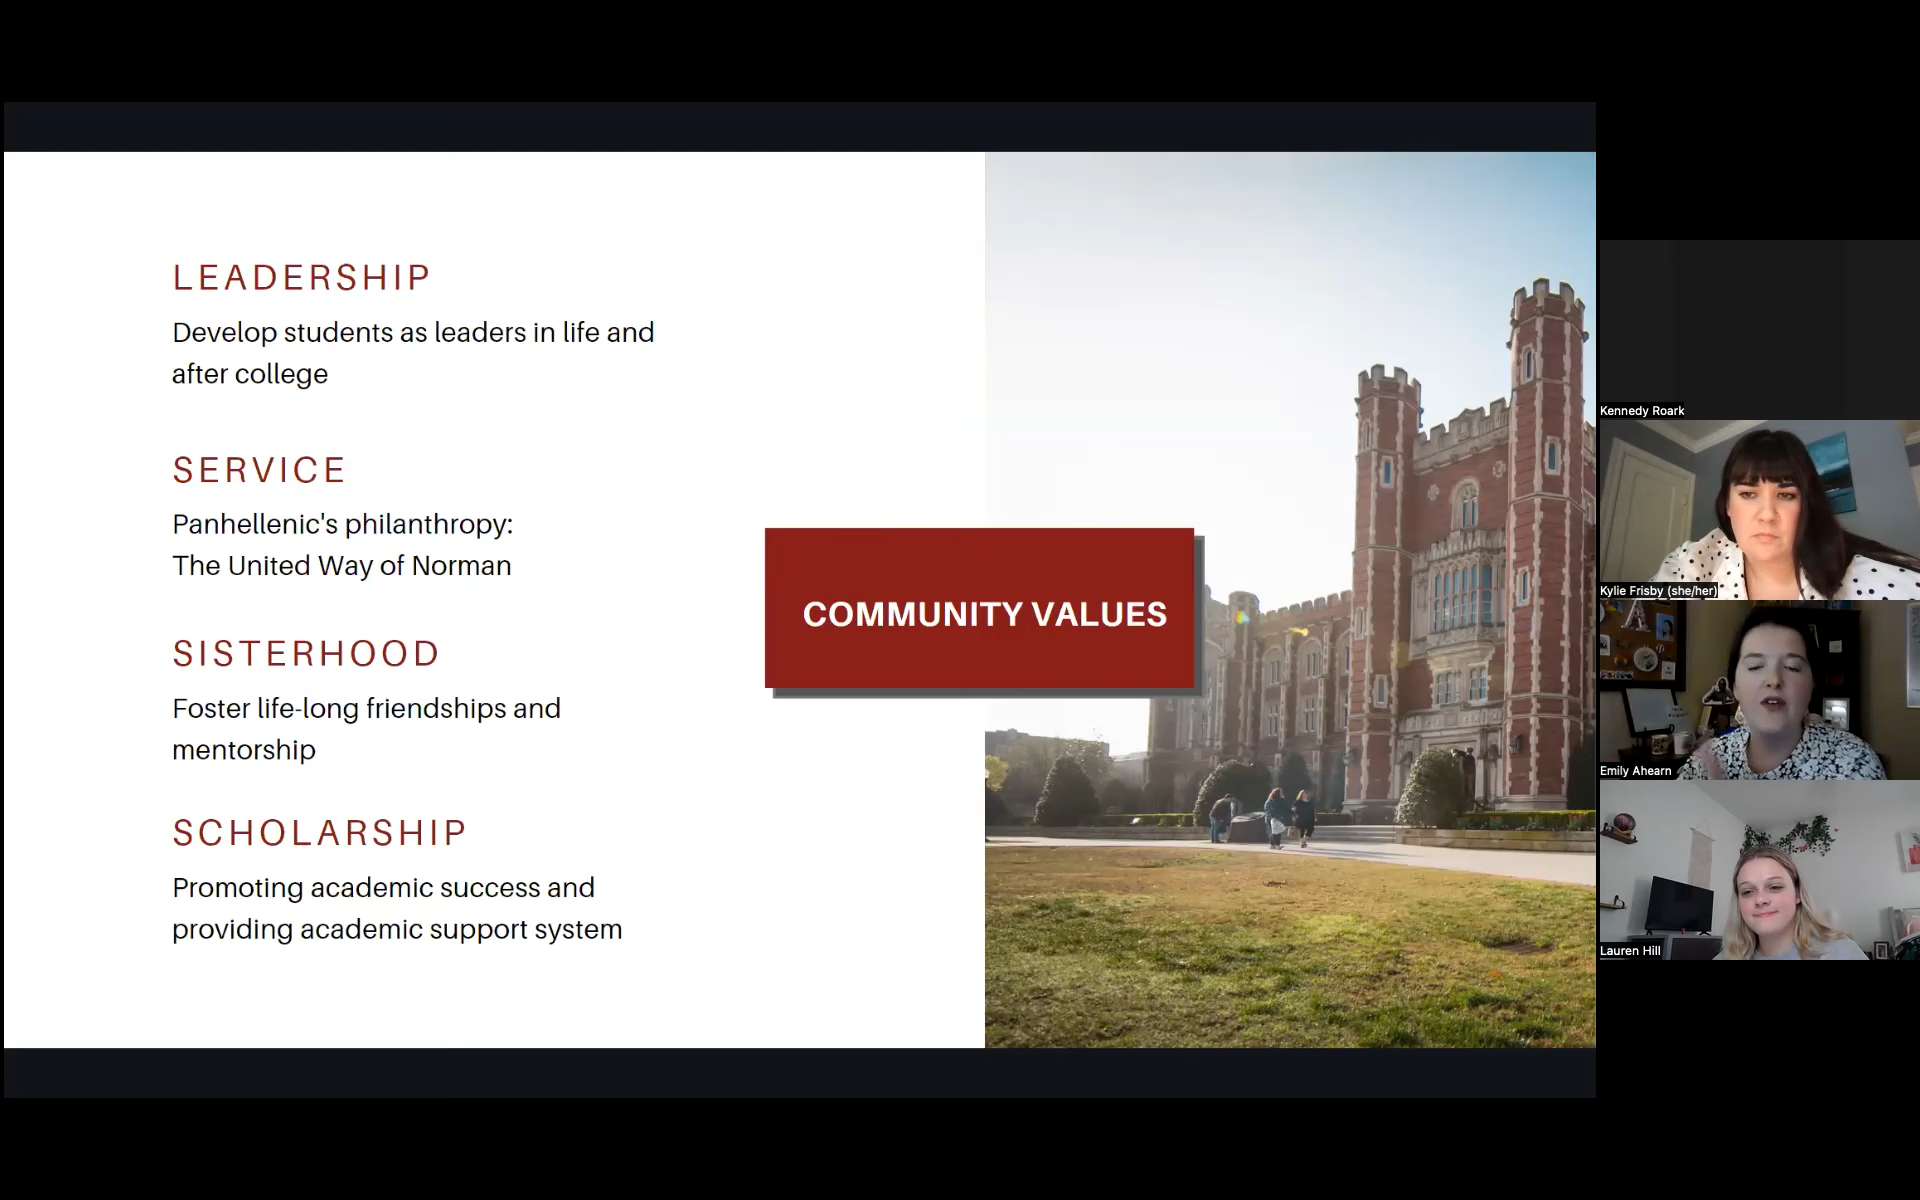 LEADERSHIP
Develop students as leaders in life and
after college
SERVICE
Panhellenic's philanthropy:
The United Way of Norman
SISTERHOOD
Foster life-long friendships and
mentorship
SCHOLARSHIP
Promoting academic success and
providing academic support system
COMMUNITY VALUES
Kennedy Roark
Kylie Frisby (she/her)
A
Emily Ahearn
Lauren Hill